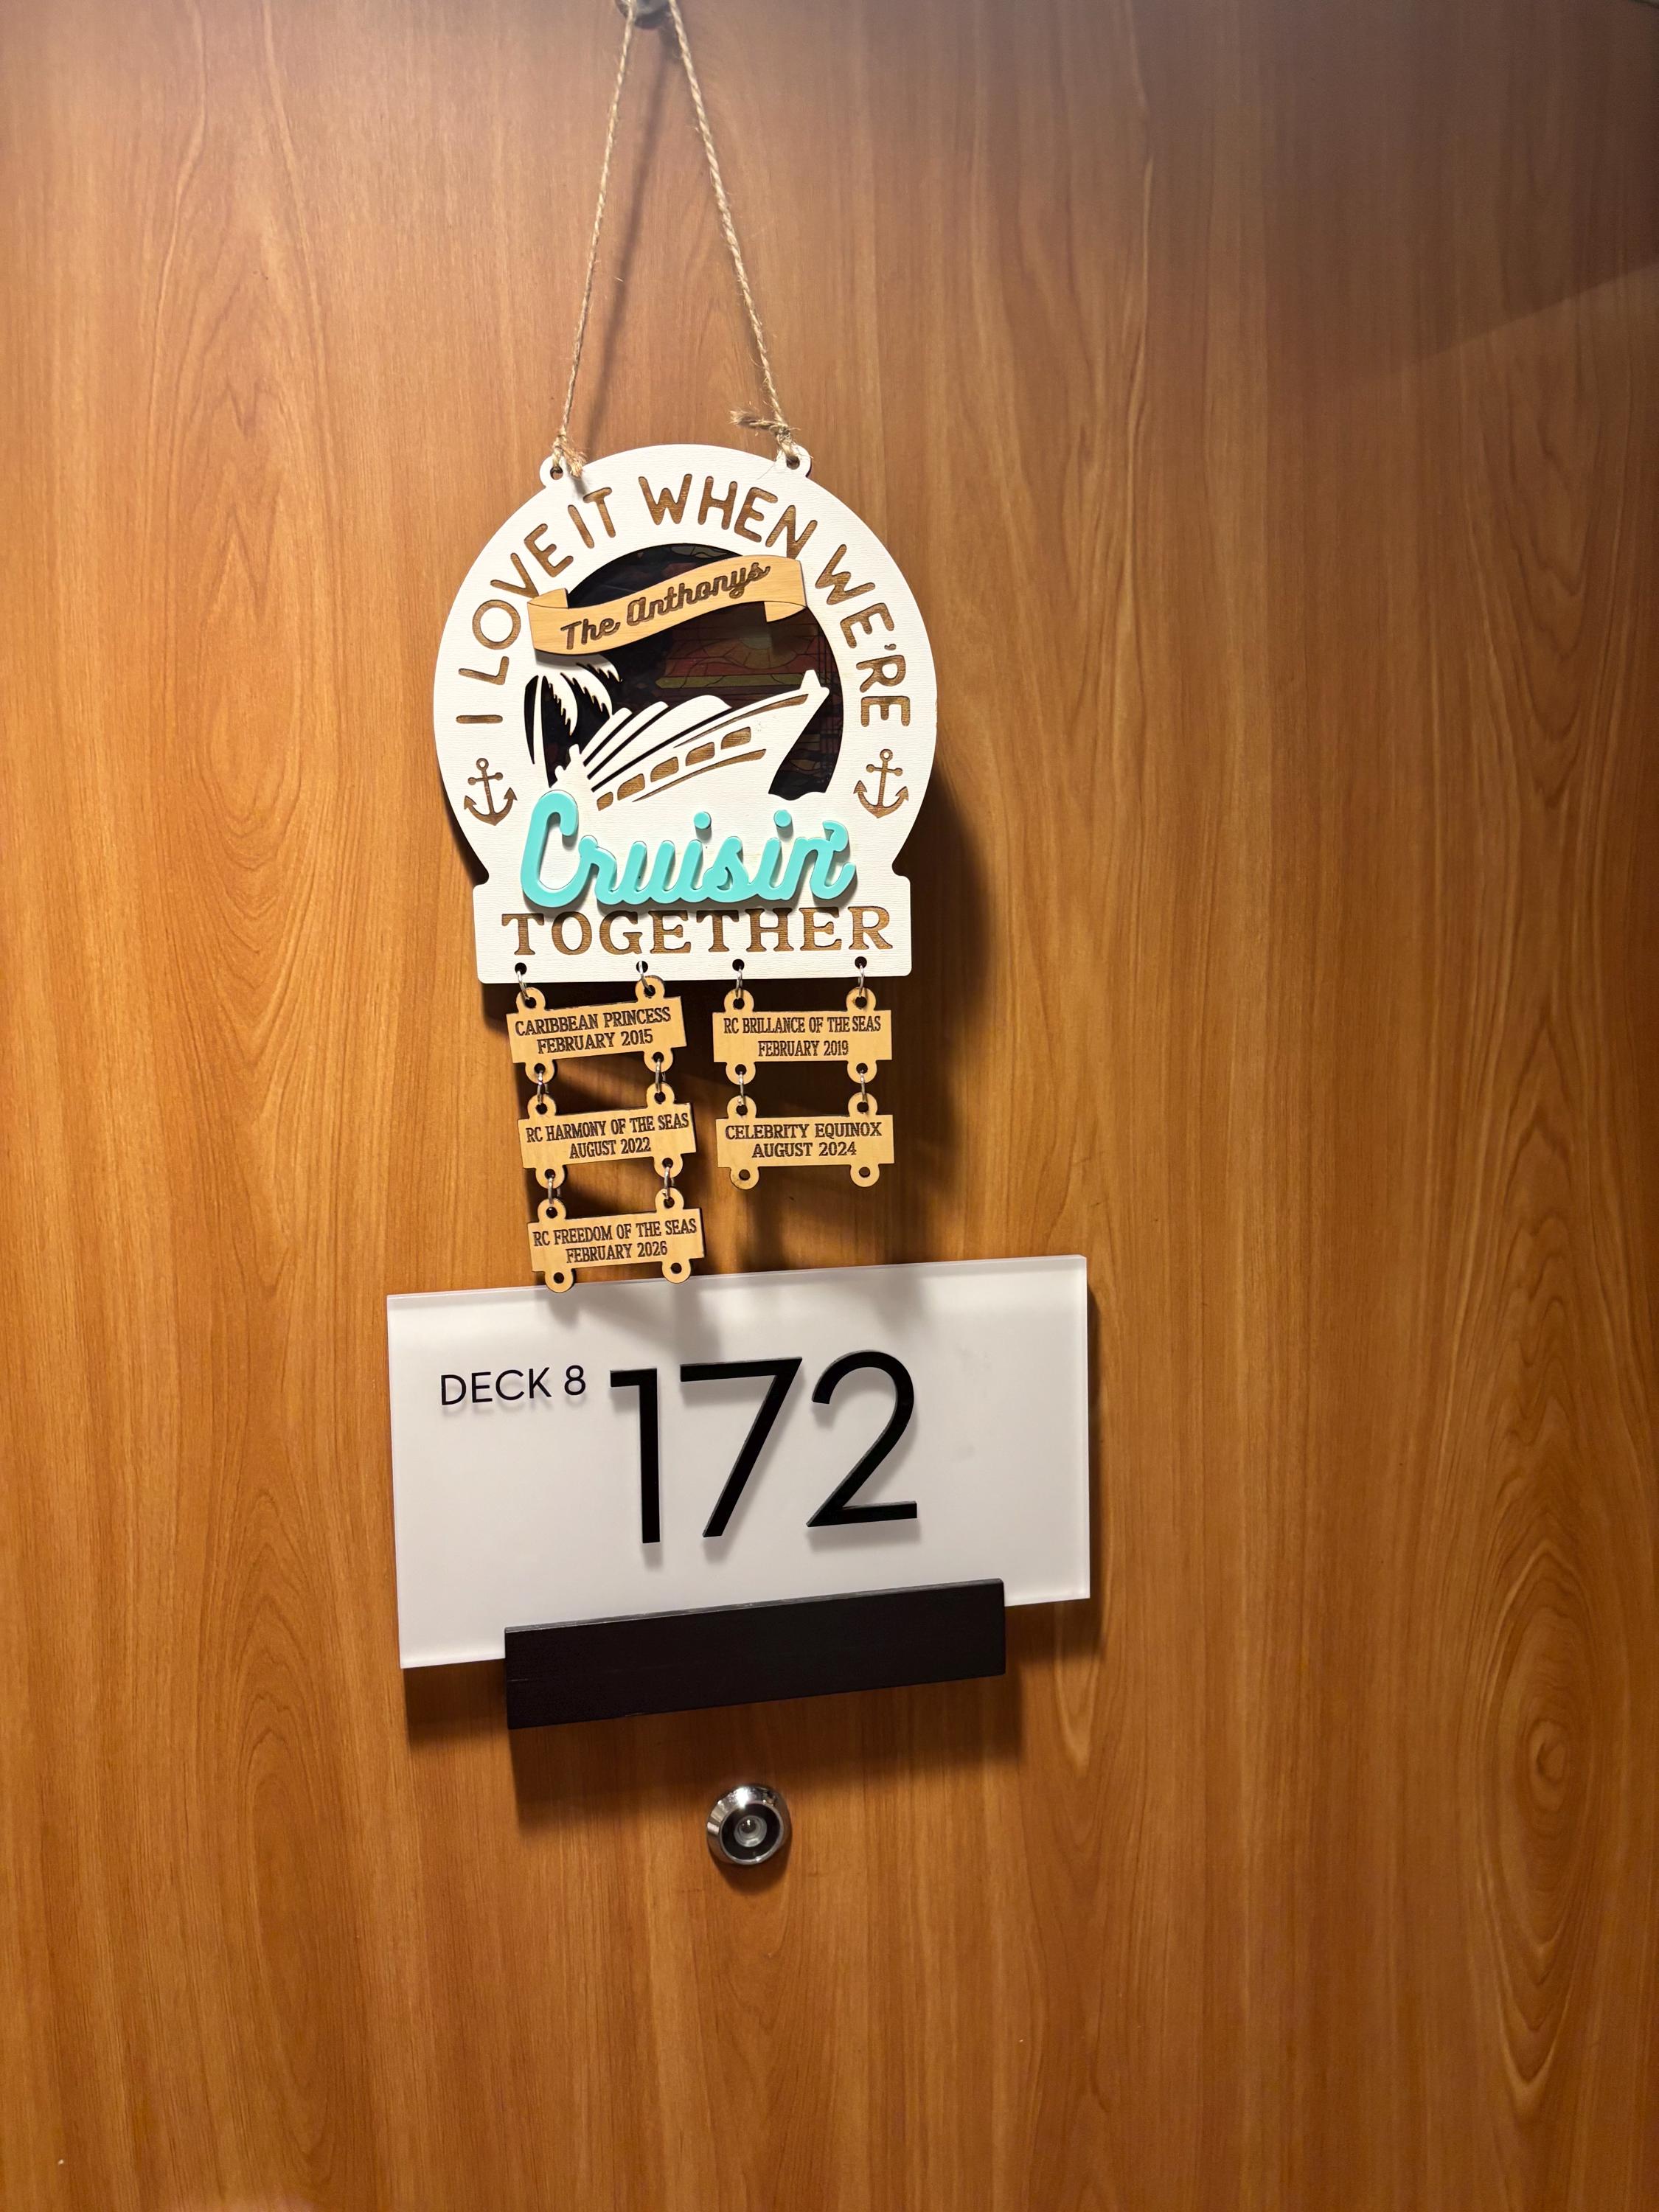 I LOVE IT WHEN WE'RE
The Anthonys
Cruisin'
TOGETHER
CARIBBEAN PRINCESS
FEBRUARY 2015
RC BRILLANCE OF THE SEAS
FEBRUARY 2019
RC HARMONY OF THE SEAS
AUGUST 2022
CELEBRITY EQUINOX
AUGUST 2024
RC FREEDOM OF THE SEAS
FEBRUARY 2026
DECK 8 172